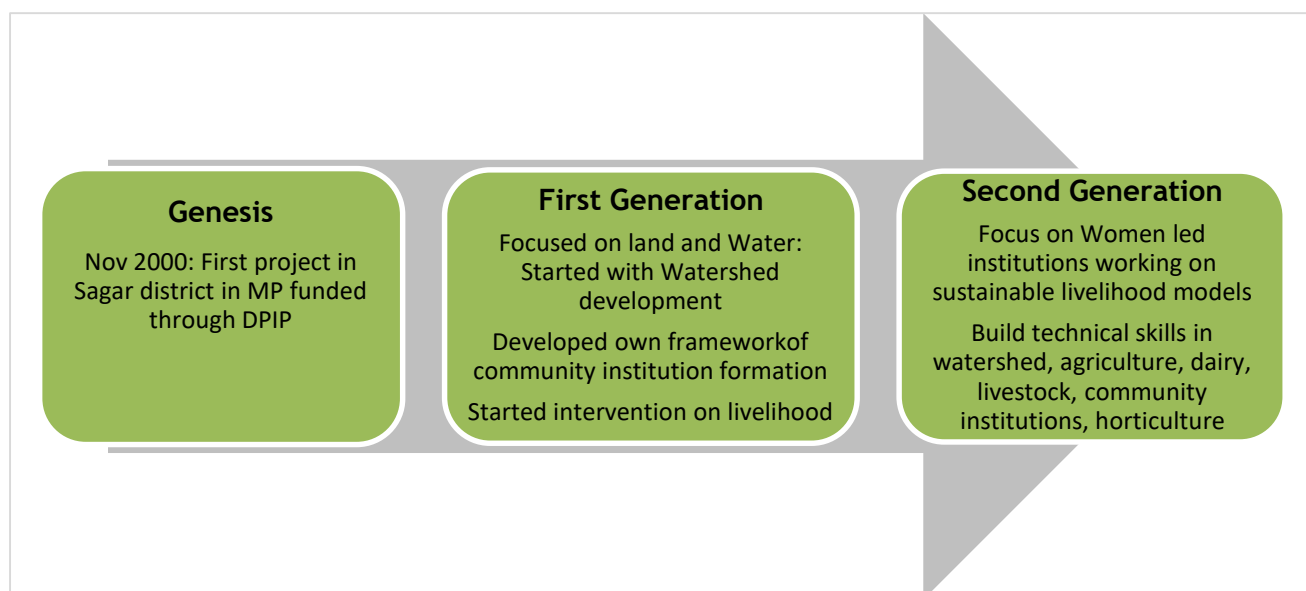 Genesis
Nov 2000: First project in
Sagar district in MP funded
through DPIP
First Generation
Focused on land and Water:
Started with Watershed
development
Developed own frameworkof
community institution formation
Started intervention on livelihood
Second Generation
Focus on Women led
institutions working on
sustainable livelihood models
Build technical skills in
watershed, agriculture, dairy,
livestock, community
institutions, horticulture